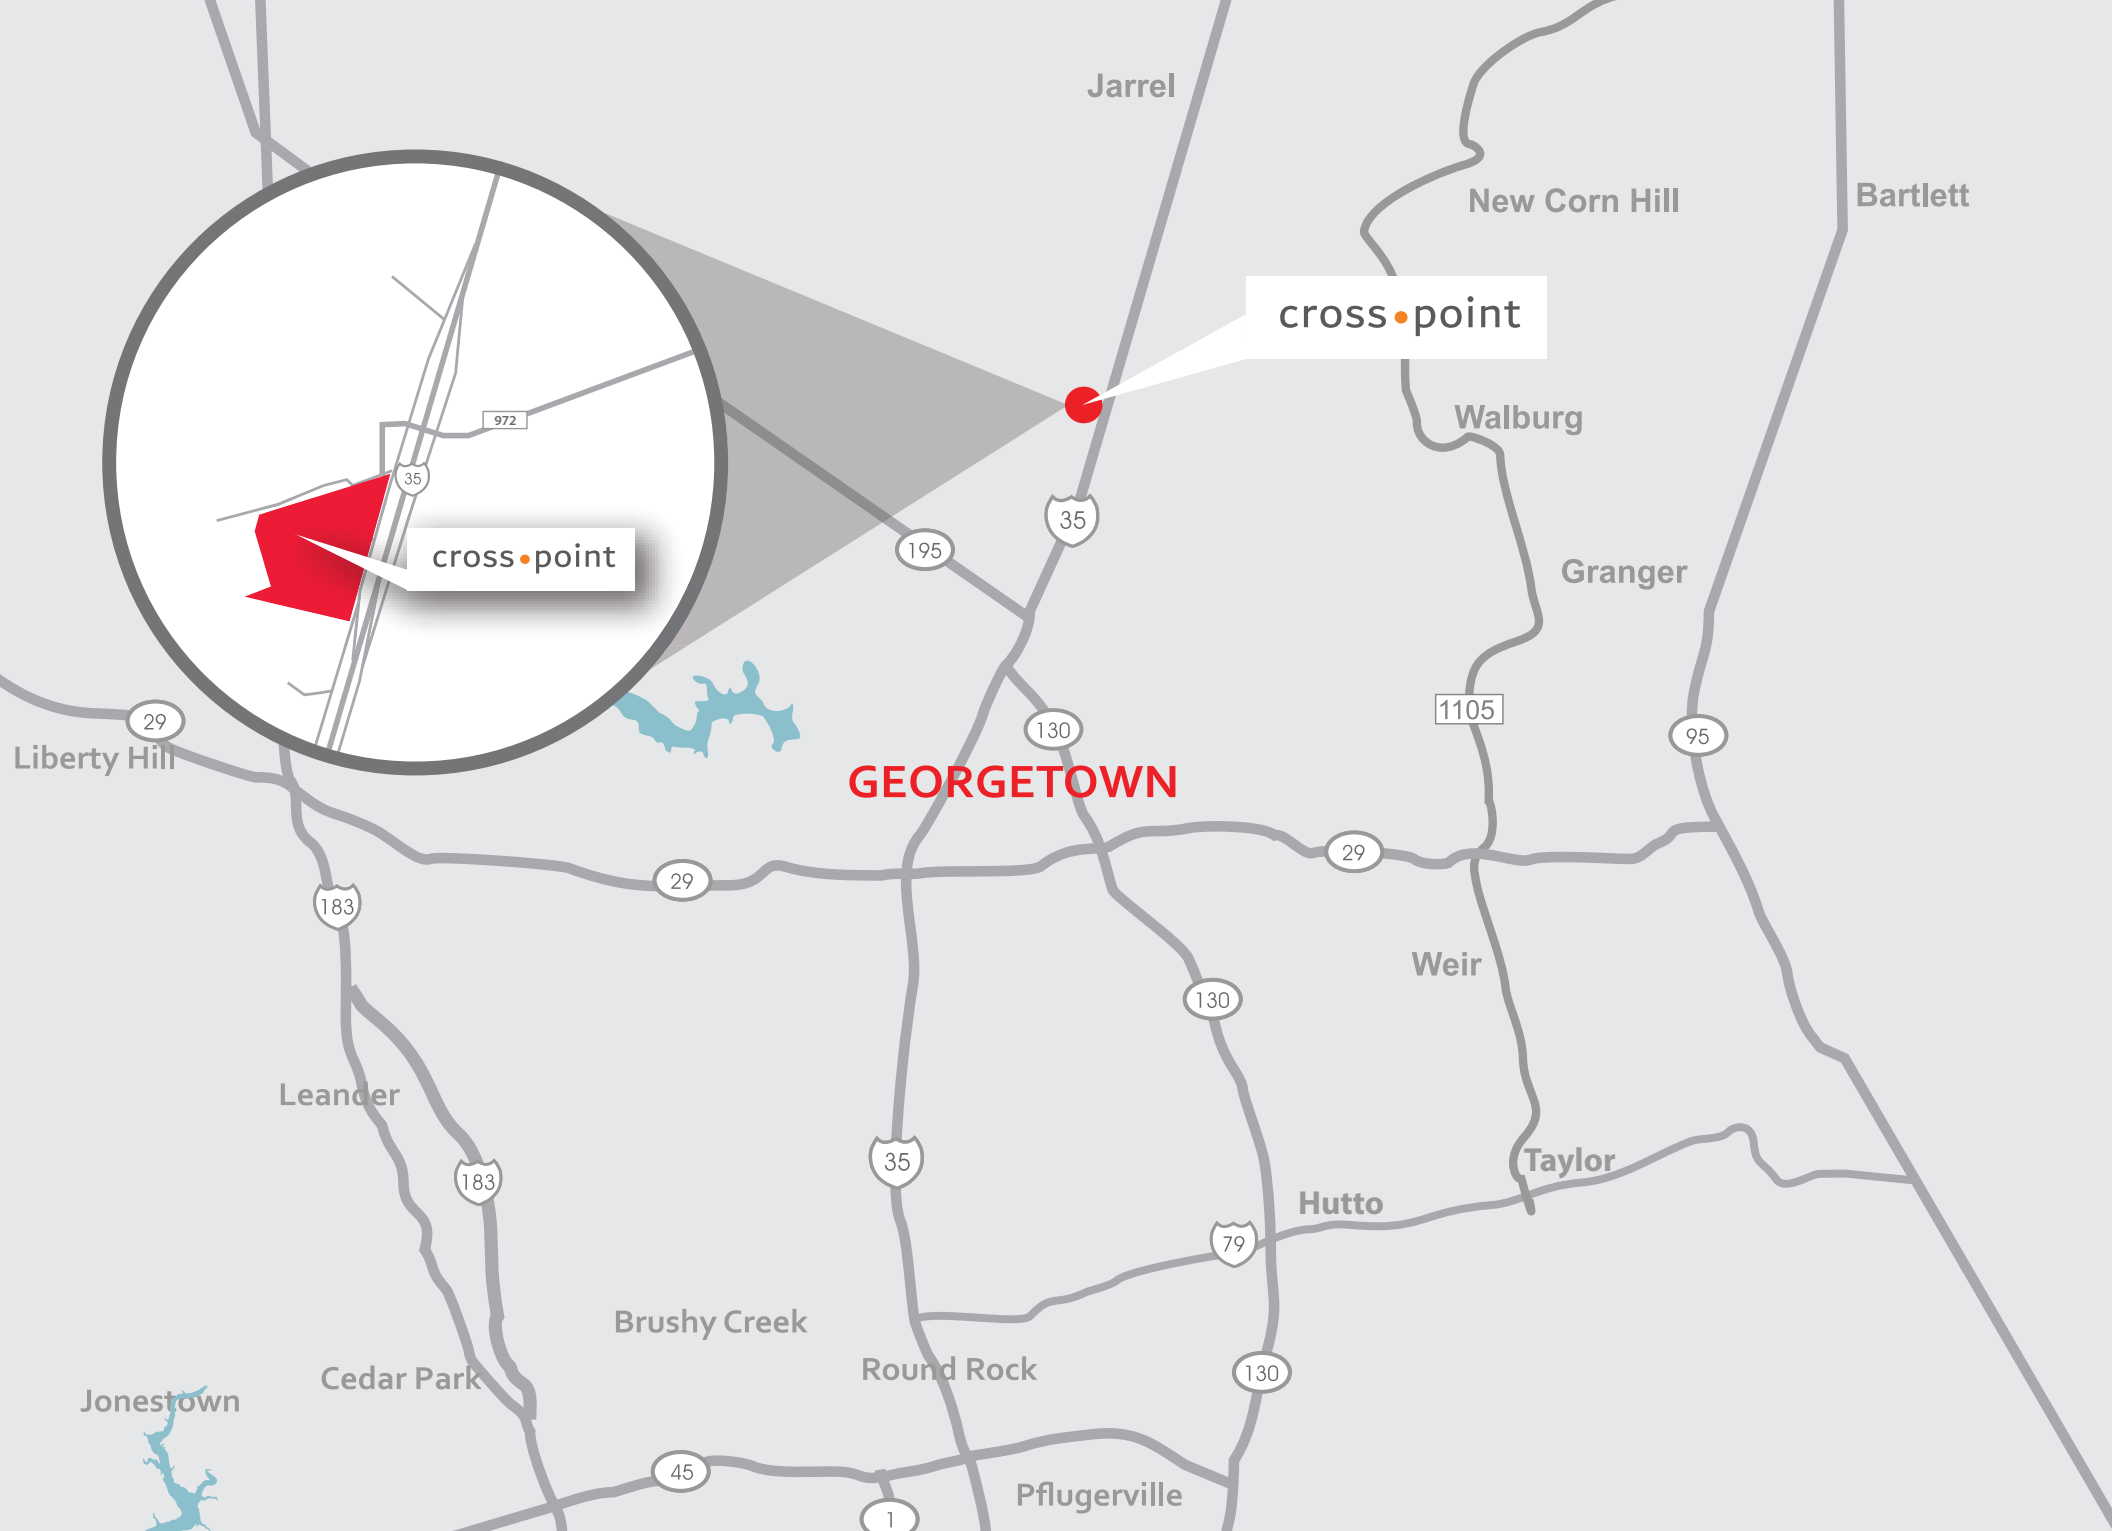 Jarrel
New Corn Hill
Bartlett
cross•point
Walburg
972
35
cross•point
35
195
Granger
1105
29
Liberty Hill
130
95
GEORGETOWN
29
29
183
Weir
130
Leander
35
183
Taylor
Hutto
79
Brushy Creek
Round Rock
Cedar Park
130
Jonestown
45
Pflugerville
1